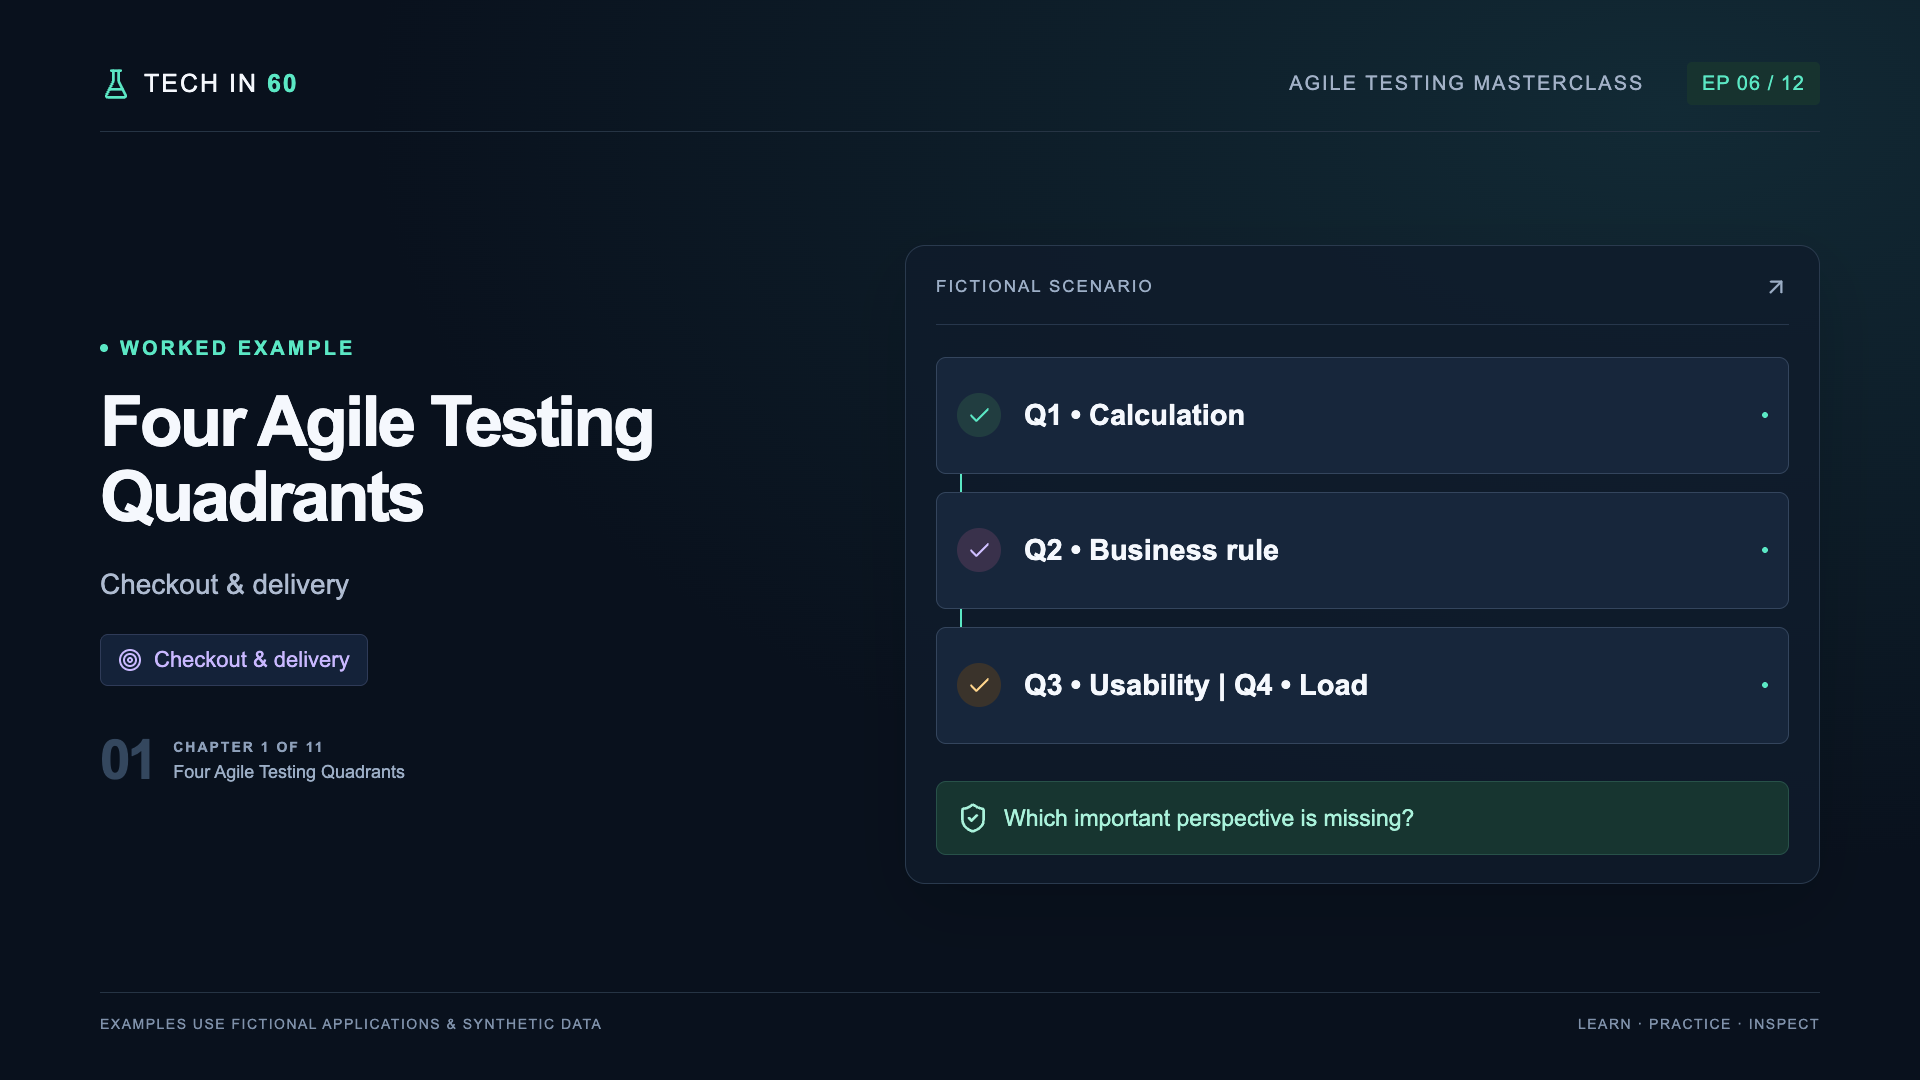 TECH IN 60
AGILE TESTING MASTERCLASS
EP 06 / 12
• WORKED EXAMPLE
Four Agile Testing
Quadrants
Checkout & delivery
Checkout & delivery
01
CHAPTER 1 OF 11
Four Agile Testing Quadrants
FICTIONAL SCENARIO
Q1 • Calculation
Q2 • Business rule
Q3 • Usability | Q4 • Load
Which important perspective is missing?
EXAMPLES USE FICTIONAL APPLICATIONS & SYNTHETIC DATA
LEARN · PRACTICE · INSPECT